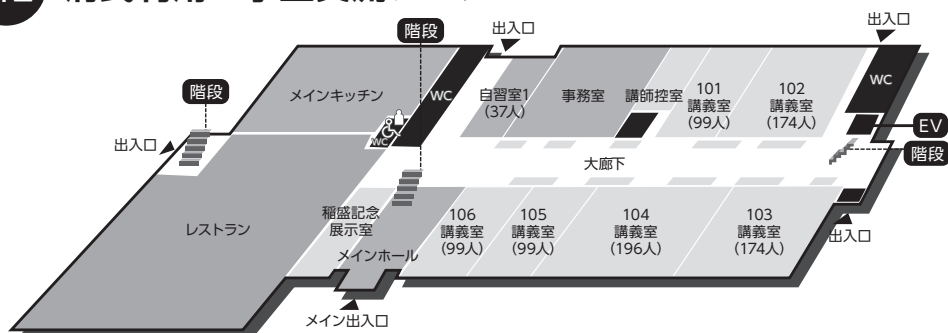 出入口
階段
出入口
階段
メインキッチン
WC
自習室1
(37人)
事務室
講師控室
101
講義室
(99人)
102
講義室
(174人)
WC
出入口
WC
EV
大廊下
階段
稲盛記念
展示室
レストラン
106
講義室
(99人)
105
講義室
(99人)
104
講義室
(196人)
103
講義室
(174人)
出入口
メインホール
メイン出入口